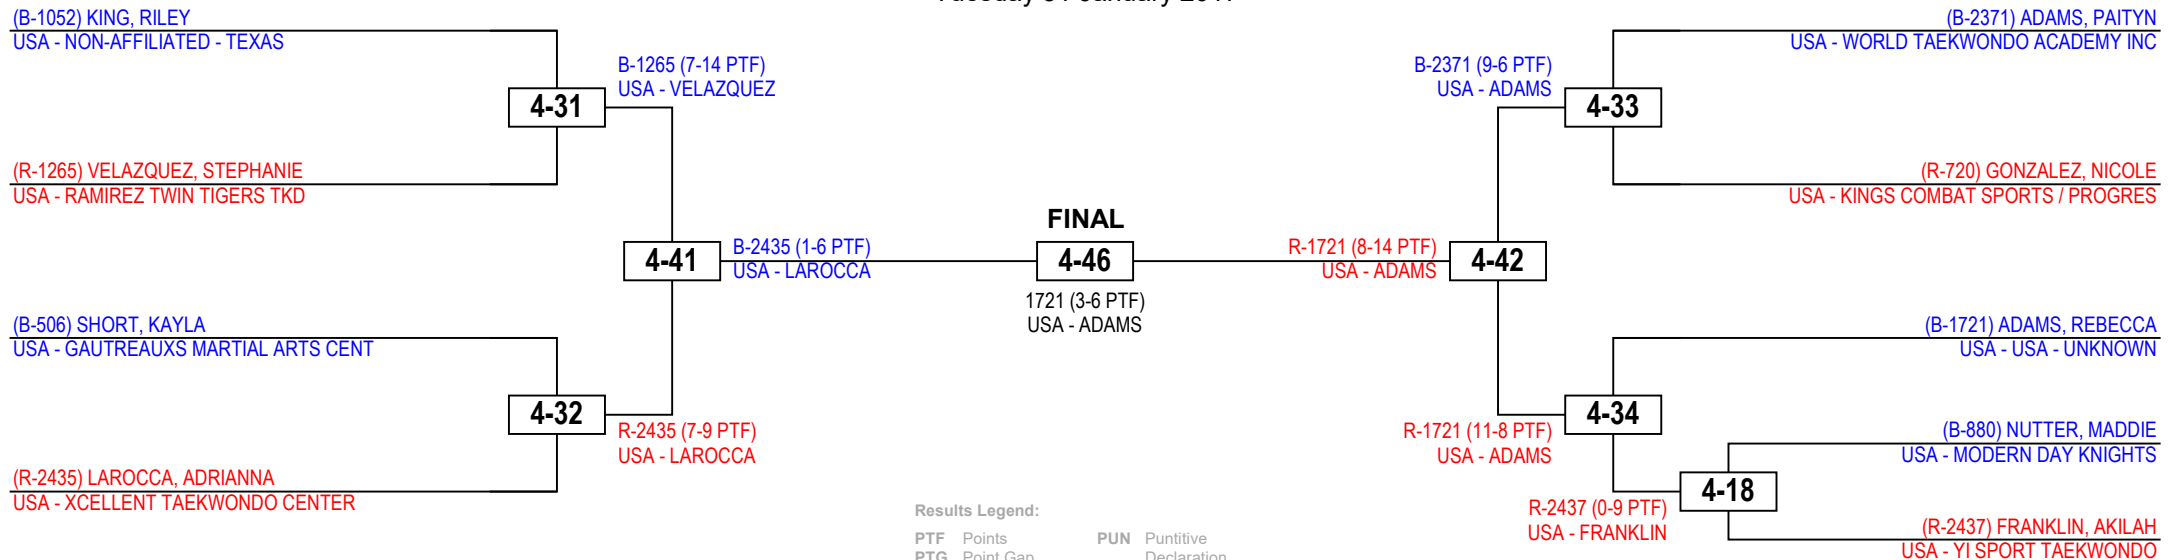 (B-1052) KING, RILEY
USA - NON-AFFILIATED - TEXAS
B-1265 (7-14 PTF)
USA - VELAZQUEZ
4-31
(R-1265) VELAZQUEZ, STEPHANIE
USA - RAMIREZ TWIN TIGERS TKD
4-41
B-2435 (1-6 PTF)
USA - LAROCCA
(B-506) SHORT, KAYLA
USA - GAUTREAUXS MARTIAL ARTS CENT
4-32
R-2435 (7-9 PTF)
USA - LAROCCA
(R-2435) LAROCCA, ADRIANNA
USA - XCELLENT TAEKWONDO CENTER
FINAL
4-46
1721 (3-6 PTF)
USA - ADAMS
(B-2371) ADAMS, PAITYN
USA - WORLD TAEKWONDO ACADEMY INC
B-2371 (9-6 PTF)
USA - ADAMS
4-33
(R-720) GONZALEZ, NICOLE
USA - KINGS COMBAT SPORTS / PROGRES
R-1721 (8-14 PTF)
USA - ADAMS
4-42
(B-1721) ADAMS, REBECCA
USA - USA - UNKNOWN
4-34
R-1721 (11-8 PTF)
USA - ADAMS
(B-880) NUTTER, MADDIE
USA - MODERN DAY KNIGHTS
4-18
R-2437 (0-9 PTF)
USA - FRANKLIN
(R-2437) FRANKLIN, AKILAH
USA - YI SPORT TAEKWONDO
Results Legend:
PTF Points PUN Puntitive
PTG Point Gap Declaration